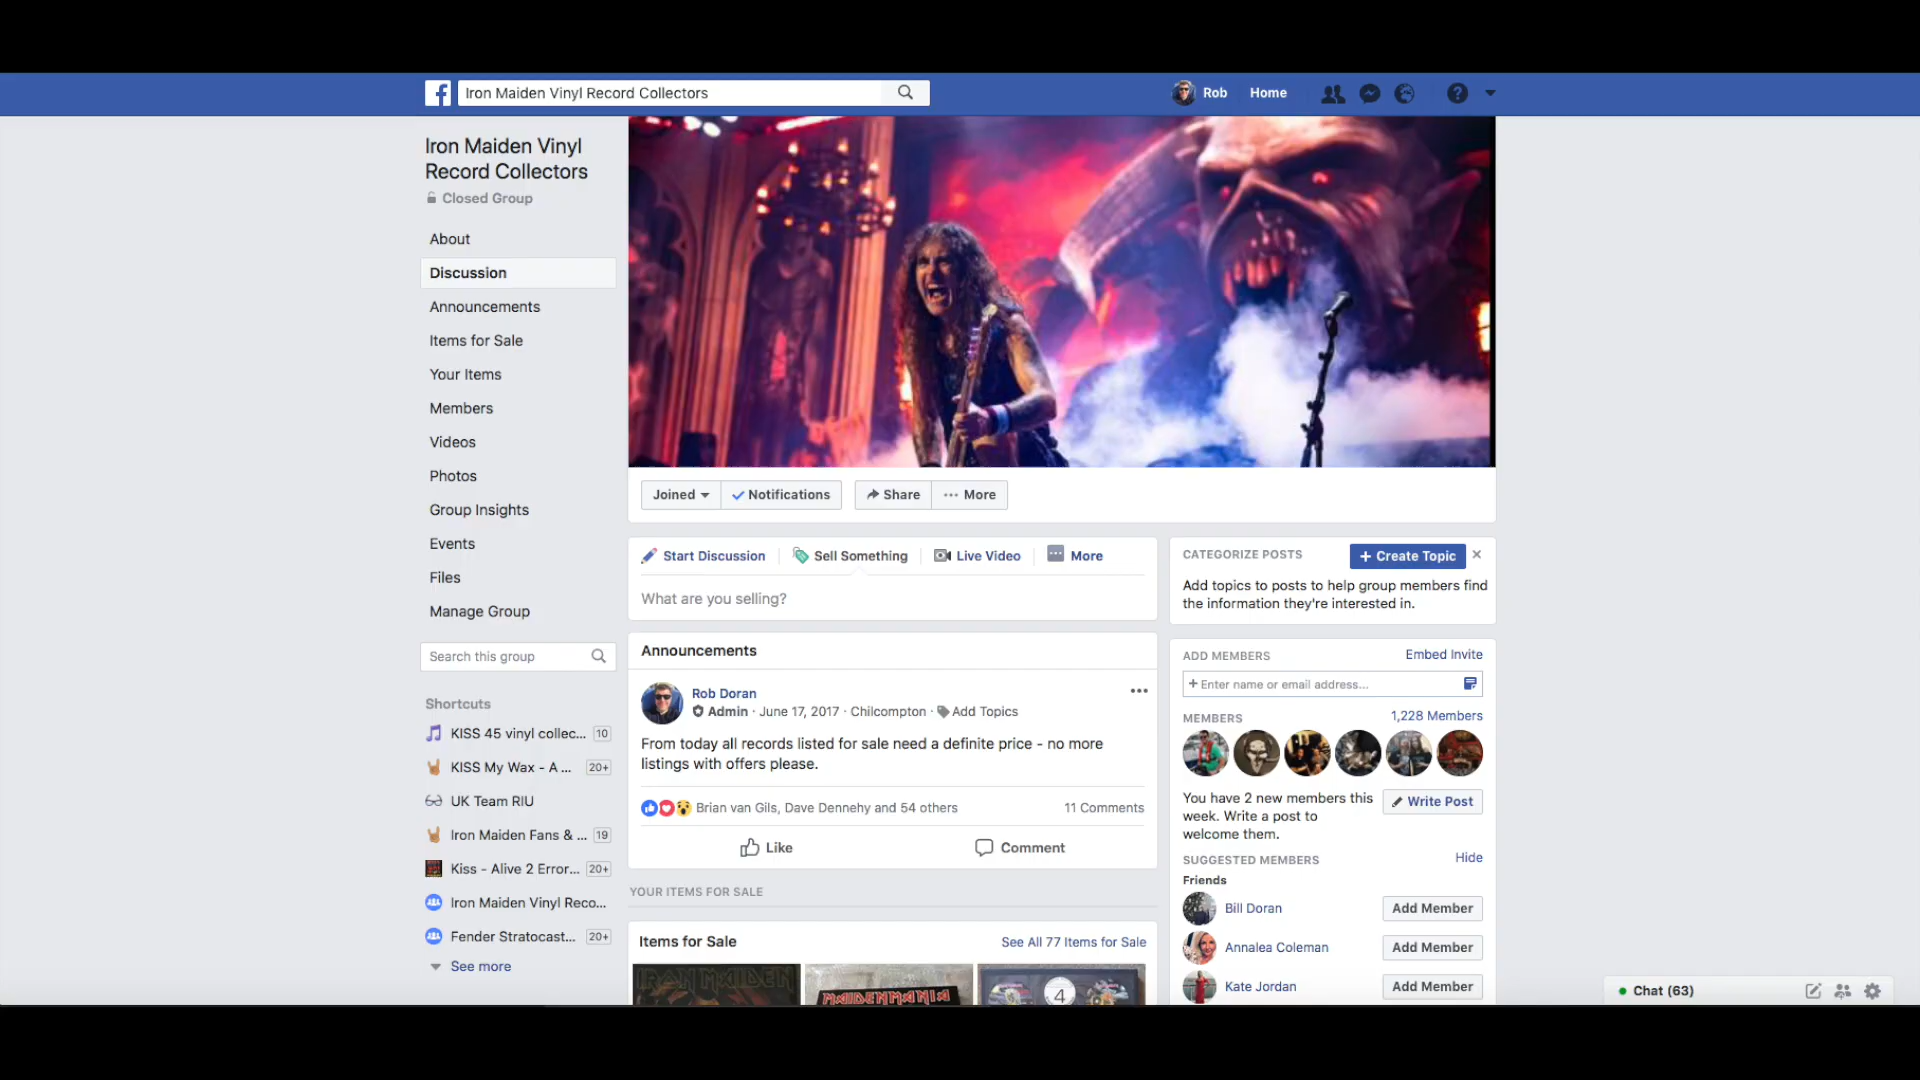 Iron Maiden Vinyl Record Collectors
Rob
Home
Iron Maiden Vinyl
Record Collectors
Closed Group
About
Discussion
Announcements
Items for Sale
Your Items
Members
Videos
Photos
Group Insights
Events
Files
Manage Group
Search this group
Shortcuts
KISS 45 vinyl collec... 10
KISS My Wax - A ... 20+
UK Team RIU
Iron Maiden Fans & ... 19
Kiss - Alive 2 Error... 20+
Iron Maiden Vinyl Reco...
Fender Stratocast... 20+
See more
Joined
Notifications
Share
More
Start Discussion
Sell Something
Live Video
More
What are you selling?
Announcements
Rob Doran
Admin · June 17, 2017 · Chilcompton · Add Topics
From today all records listed for sale need a definite price - no more
listings with offers please.
Brian van Gils, Dave Dennehy and 54 others
11 Comments
Like
Comment
YOUR ITEMS FOR SALE
Items for Sale
See All 77 Items for Sale
IRON MAIDEN
MAIDENMANIA
4
CATEGORIZE POSTS
+ Create Topic
Add topics to posts to help group members find
the information they're interested in.
ADD MEMBERS
Embed Invite
+ Enter name or email address...
MEMBERS
1,228 Members
You have 2 new members this
week. Write a post to
welcome them.
Write Post
SUGGESTED MEMBERS
Hide
Friends
Bill Doran
Add Member
Annalea Coleman
Add Member
Kate Jordan
Add Member
Chat (63)